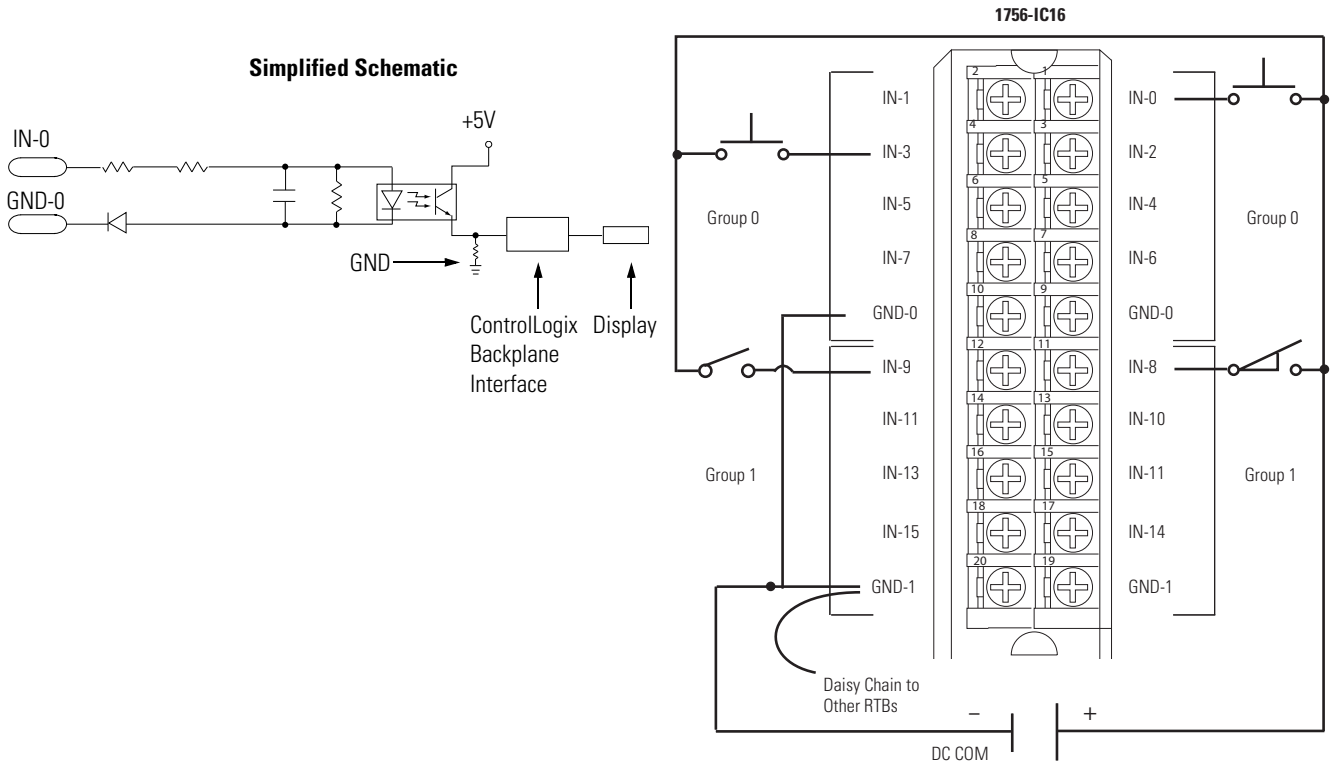 1756-IC16
Simplified Schematic
IN-0
GND-0
+5V
GND
ControlLogix
Backplane
Interface
Display
2 1
IN-1 IN-0
4 3
IN-3 IN-2
6 5
IN-5 IN-4
Group 0 Group 0
8 7
IN-7 IN-6
10 9
GND-0 GND-0
12 11
IN-9 IN-8
14 13
IN-11 IN-10
16 15
IN-13 IN-11
Group 1 Group 1
18 17
IN-15 IN-14
20 19
GND-1 GND-1
Daisy Chain to
Other RTBs
– +
DC COM